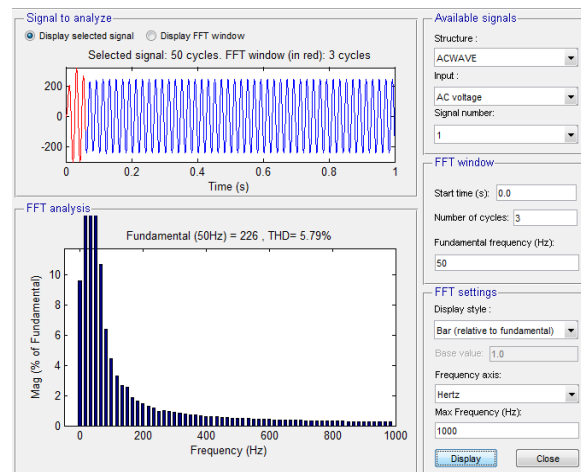 Signal to analyze
Display selected signal Display FFT window
Selected signal: 50 cycles. FFT window (in red): 3 cycles
200
0
-200
0 0.2 0.4 0.6 0.8 1
Time (s)
FFT analysis
Fundamental (50Hz) = 226 , THD= 5.79%
Mag (% of Fundamental)
10
8
6
4
2
0
0 200 400 600 800 1000
Frequency (Hz)
Available signals
Structure :
ACWAVE
Input :
AC voltage
Signal number:
1
FFT window
Start time (s): 0.0
Number of cycles: 3
Fundamental frequency (Hz):
50
FFT settings
Display style :
Bar (relative to fundamental)
Base value: 1.0
Frequency axis:
Hertz
Max Frequency (Hz):
1000
Display Close